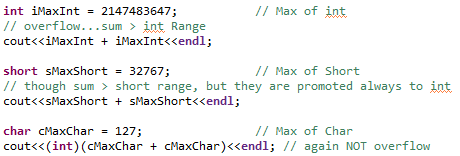 int iMaxInt = 2147483647; // Max of int
// overflow...sum > int Range
cout<<iMaxInt + iMaxInt<<endl;
short sMaxShort = 32767; // Max of Short
// though sum > short range, but they are promoted always to int
cout<<sMaxShort + sMaxShort<<endl;
char cMaxChar = 127; // Max of Char
cout<<(int)(cMaxChar + cMaxChar)<<endl; // again NOT overflow